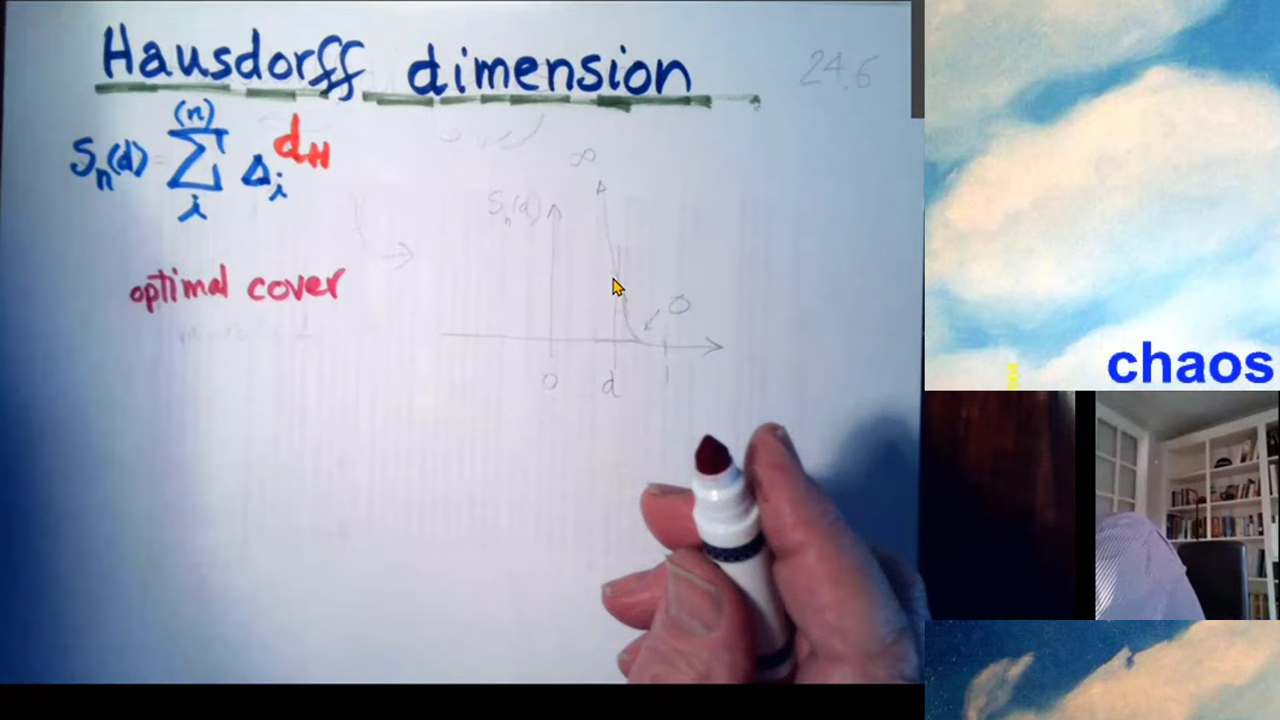 Hausdorff dimension
24.6
Sn(d) = ∑i(n) Δi dH
∞
Sn(d)
optimal cover
0
0 d 1
chaos